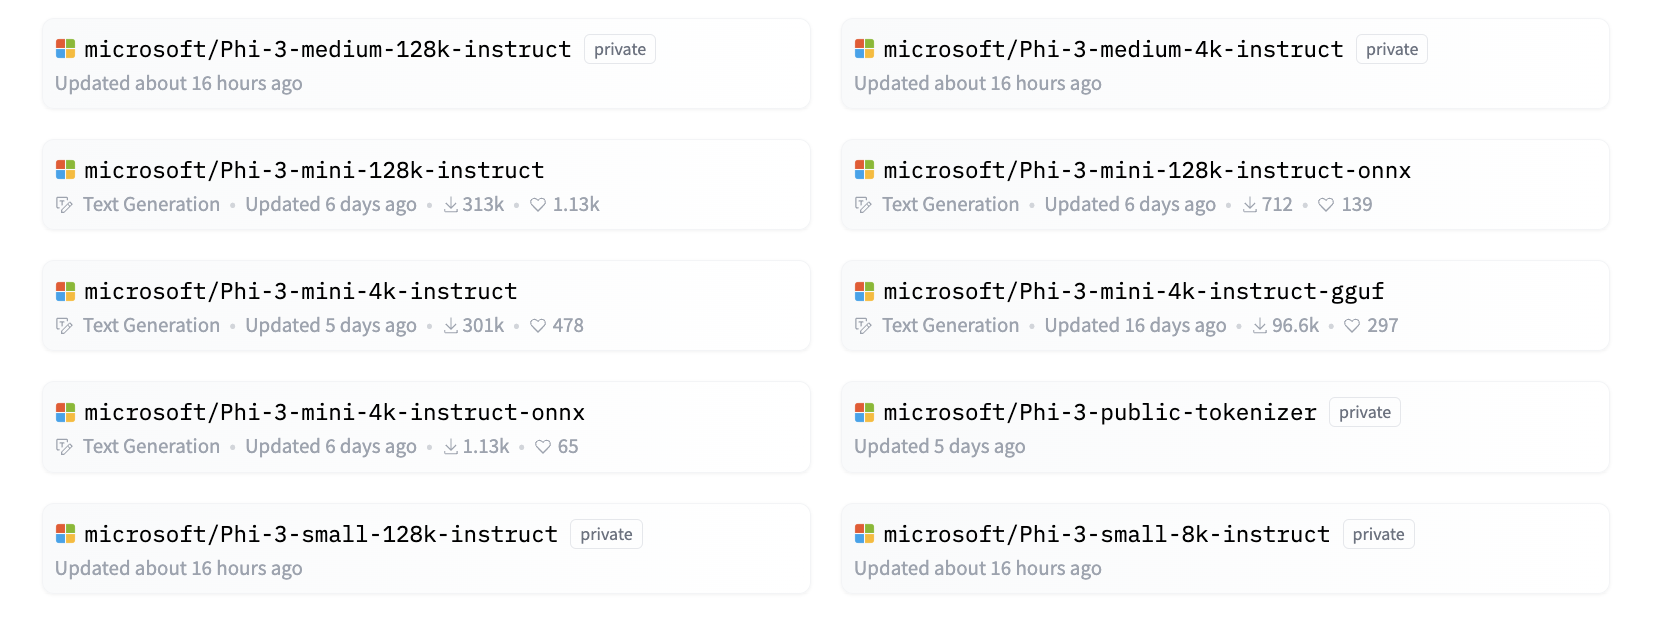 microsoft/Phi-3-medium-128k-instruct private
Updated about 16 hours ago
microsoft/Phi-3-medium-4k-instruct private
Updated about 16 hours ago
microsoft/Phi-3-mini-128k-instruct
Text Generation • Updated 6 days ago • 313k • 1.13k
microsoft/Phi-3-mini-128k-instruct-onnx
Text Generation • Updated 6 days ago • 712 • 139
microsoft/Phi-3-mini-4k-instruct
Text Generation • Updated 5 days ago • 301k • 478
microsoft/Phi-3-mini-4k-instruct-gguf
Text Generation • Updated 16 days ago • 96.6k • 297
microsoft/Phi-3-mini-4k-instruct-onnx
Text Generation • Updated 6 days ago • 1.13k • 65
microsoft/Phi-3-public-tokenizer private
Updated 5 days ago
microsoft/Phi-3-small-128k-instruct private
Updated about 16 hours ago
microsoft/Phi-3-small-8k-instruct private
Updated about 16 hours ago